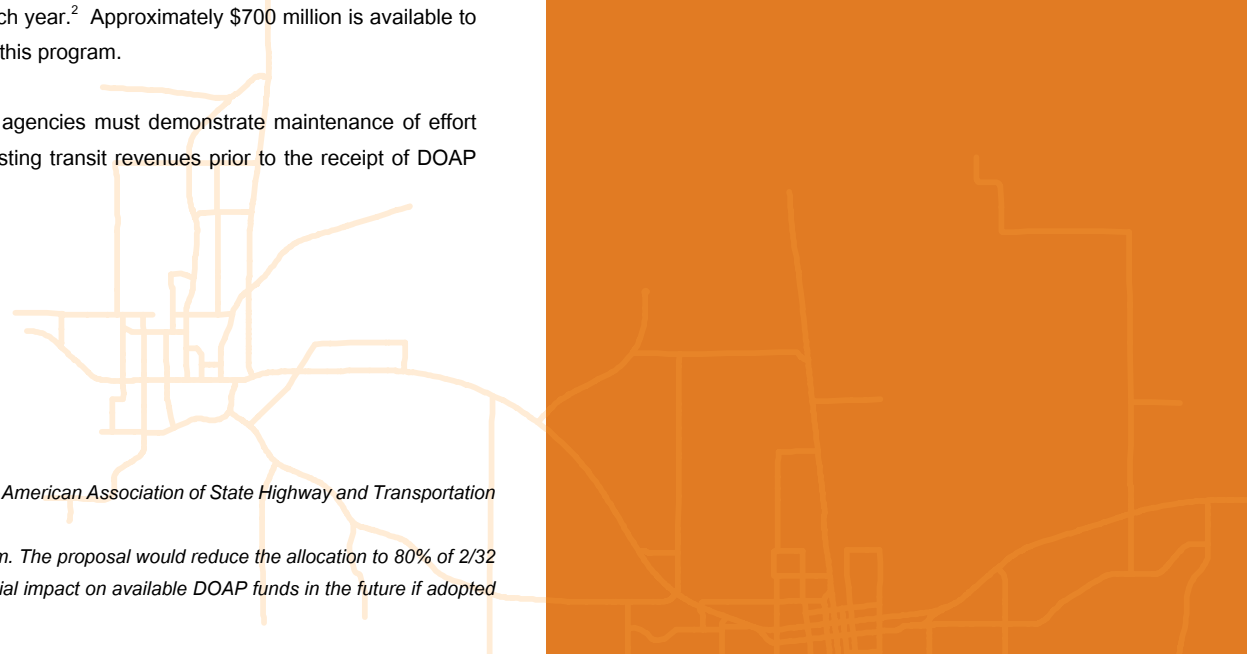 ch year.2 Approximately $700 million is available to
this program.
agencies must demonstrate maintenance of effort
sting transit revenues prior to the receipt of DOAP
American Association of State Highway and Transportation
m. The proposal would reduce the allocation to 80% of 2/32
ial impact on available DOAP funds in the future if adopted